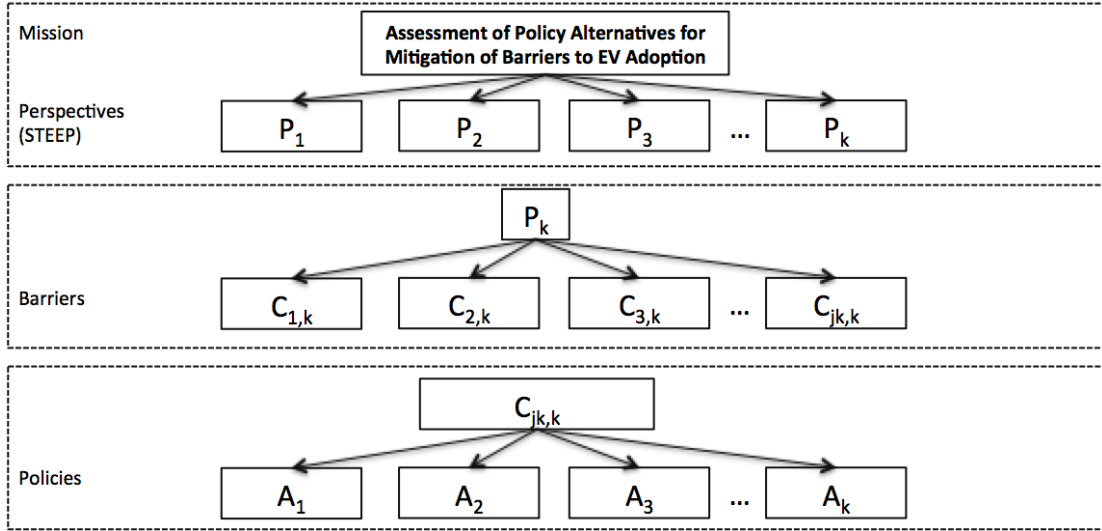 Mission
Assessment of Policy Alternatives for
Mitigation of Barriers to EV Adoption
Perspectives
(STEEP)
P1 P2 P3 ... Pk
Pk
Barriers
C1,k C2,k C3,k ... Cjk,k
Cjk,k
Policies
A1 A2 A3 ... Ak